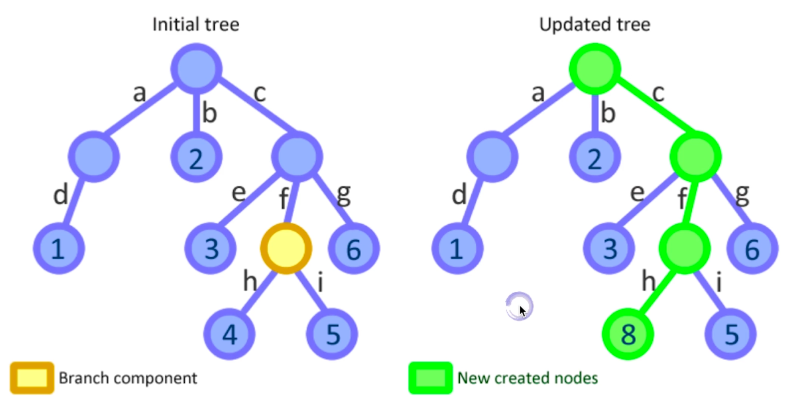 Initial tree
Updated tree
a
b
c
a
b
c
2
2
d
e
f
g
d
e
f
g
1
3
6
1
3
6
h
i
h
i
4
5
8
5
Branch component
New created nodes